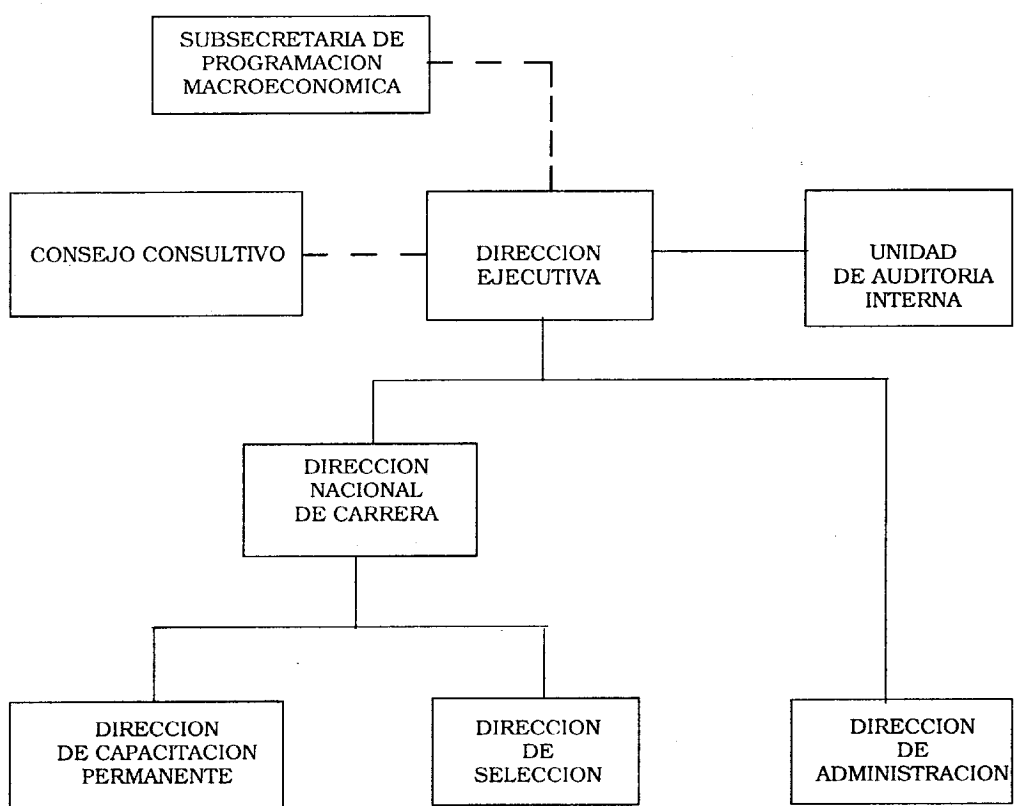 SUBSECRETARIA DE
PROGRAMACION
MACROECONOMICA
CONSEJO CONSULTIVO
DIRECCION
EJECUTIVA
UNIDAD
DE AUDITORIA
INTERNA
DIRECCION
NACIONAL
DE CARRERA
DIRECCION
DE CAPACITACION
PERMANENTE
DIRECCION
DE
SELECCION
DIRECCION
DE
ADMINISTRACION